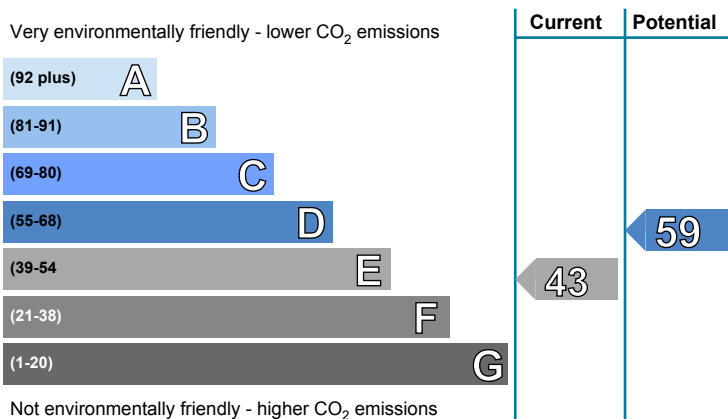 Current Potential
Very environmentally friendly - lower CO2 emissions
(92 plus) A
(81-91) B
(69-80) C
(55-68) D
59
(39-54 E
43
(21-38) F
(1-20) G
Not environmentally friendly - higher CO2 emissions